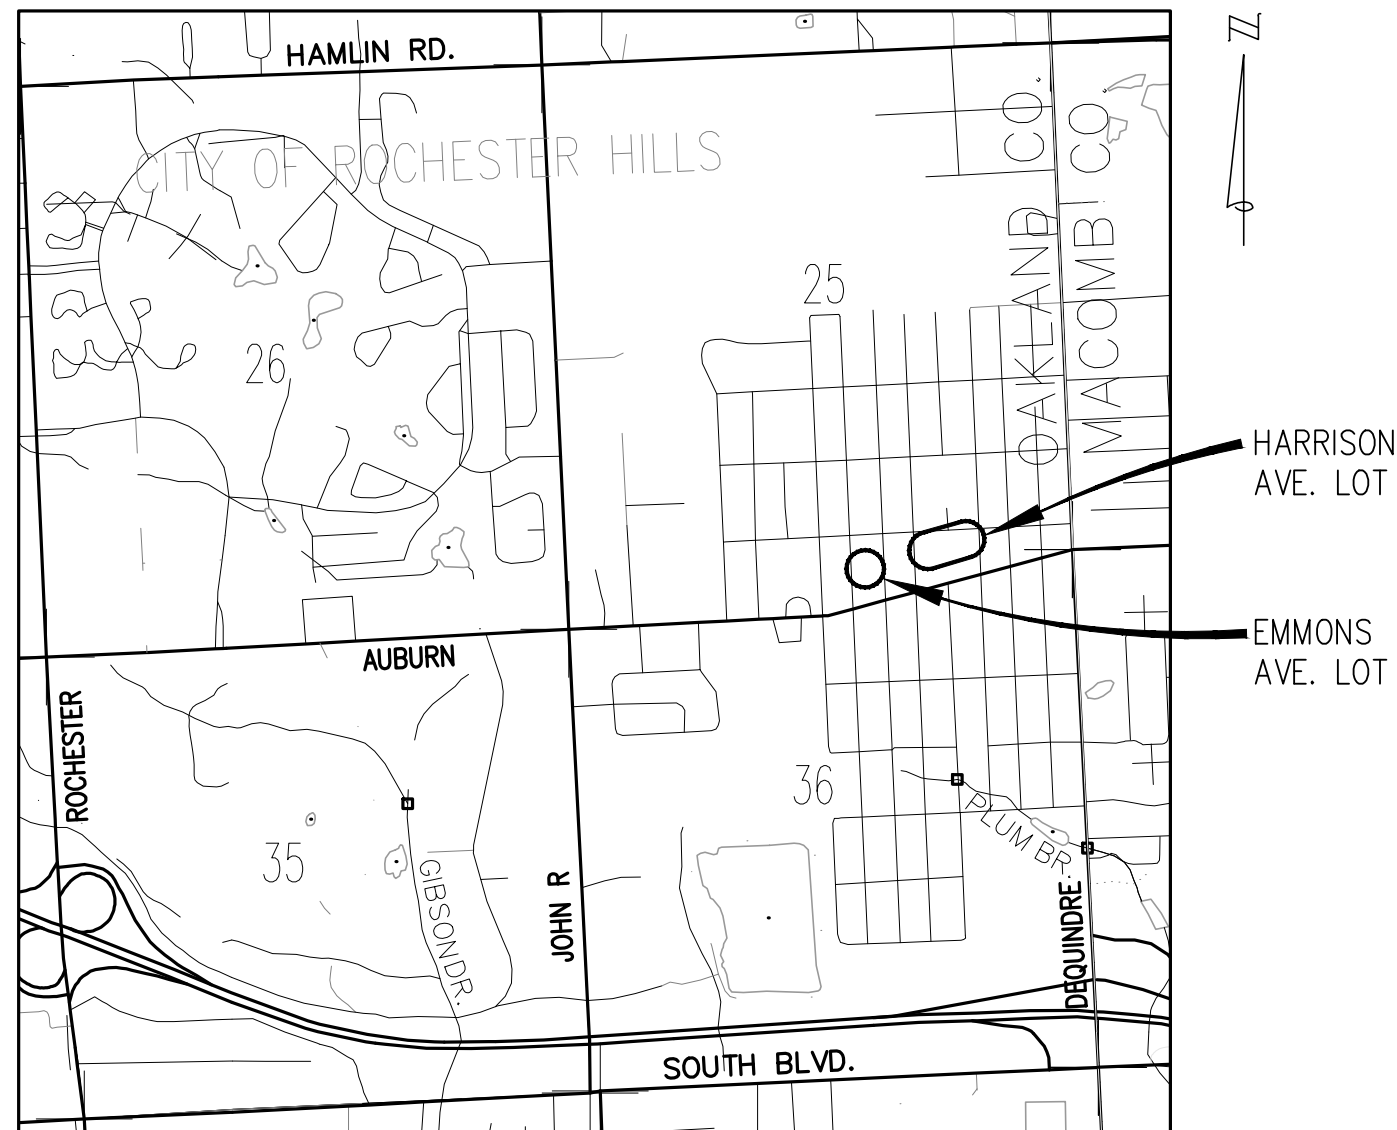 N
HAMLIN RD.
CITY OF ROCHESTER HILLS
OAKLAND CO.
MACOMB CO.
25
26
HARRISON
AVE. LOT
EMMONS
AVE. LOT
AUBURN
ROCHESTER
36
35
PLUM BR.
GIBSON DR.
JOHN R
DEQUINDRE
SOUTH BLVD.